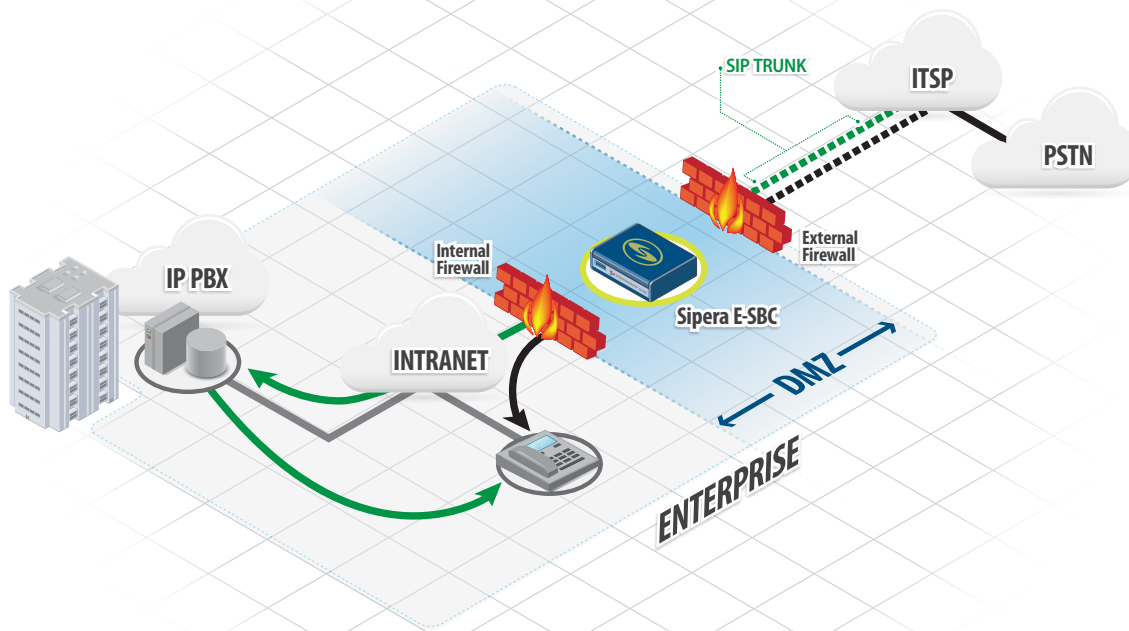 SIP TRUNK
ITSP
PSTN
External
Firewall
Internal
Firewall
Sipera E-SBC
IP PBX
INTRANET
DMZ
ENTERPRISE